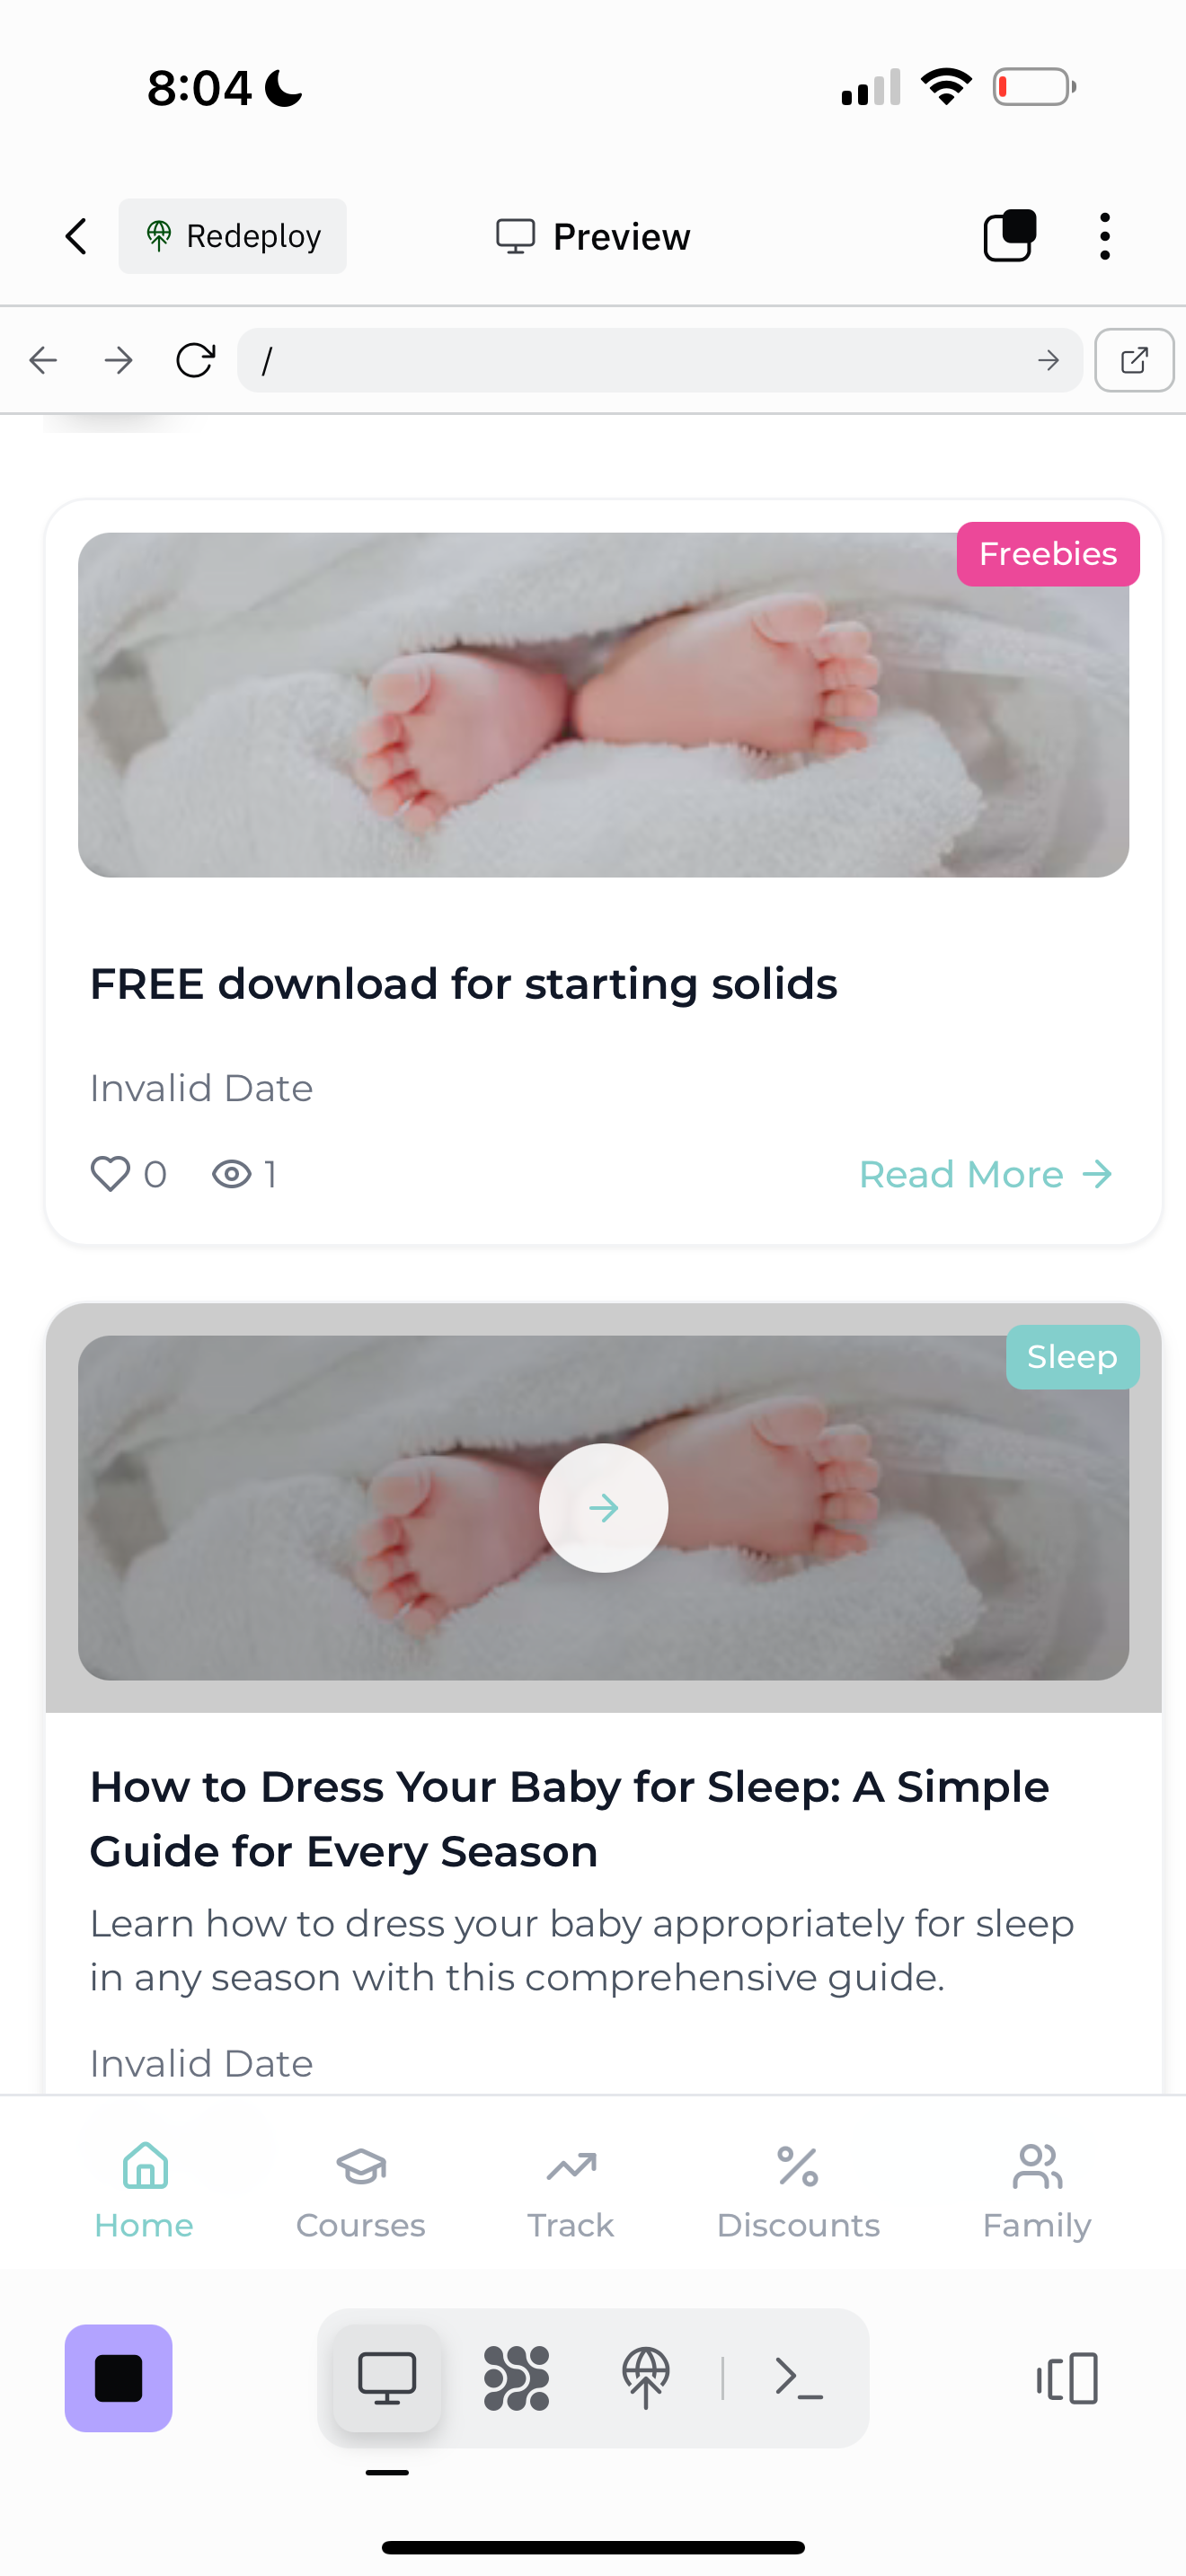 8:04
Redeploy
Preview
/
Freebies
FREE download for starting solids
Invalid Date
0 1
Read More →
Sleep
How to Dress Your Baby for Sleep: A Simple
Guide for Every Season
Learn how to dress your baby appropriately for sleep
in any season with this comprehensive guide.
Invalid Date
Home Courses Track Discounts Family